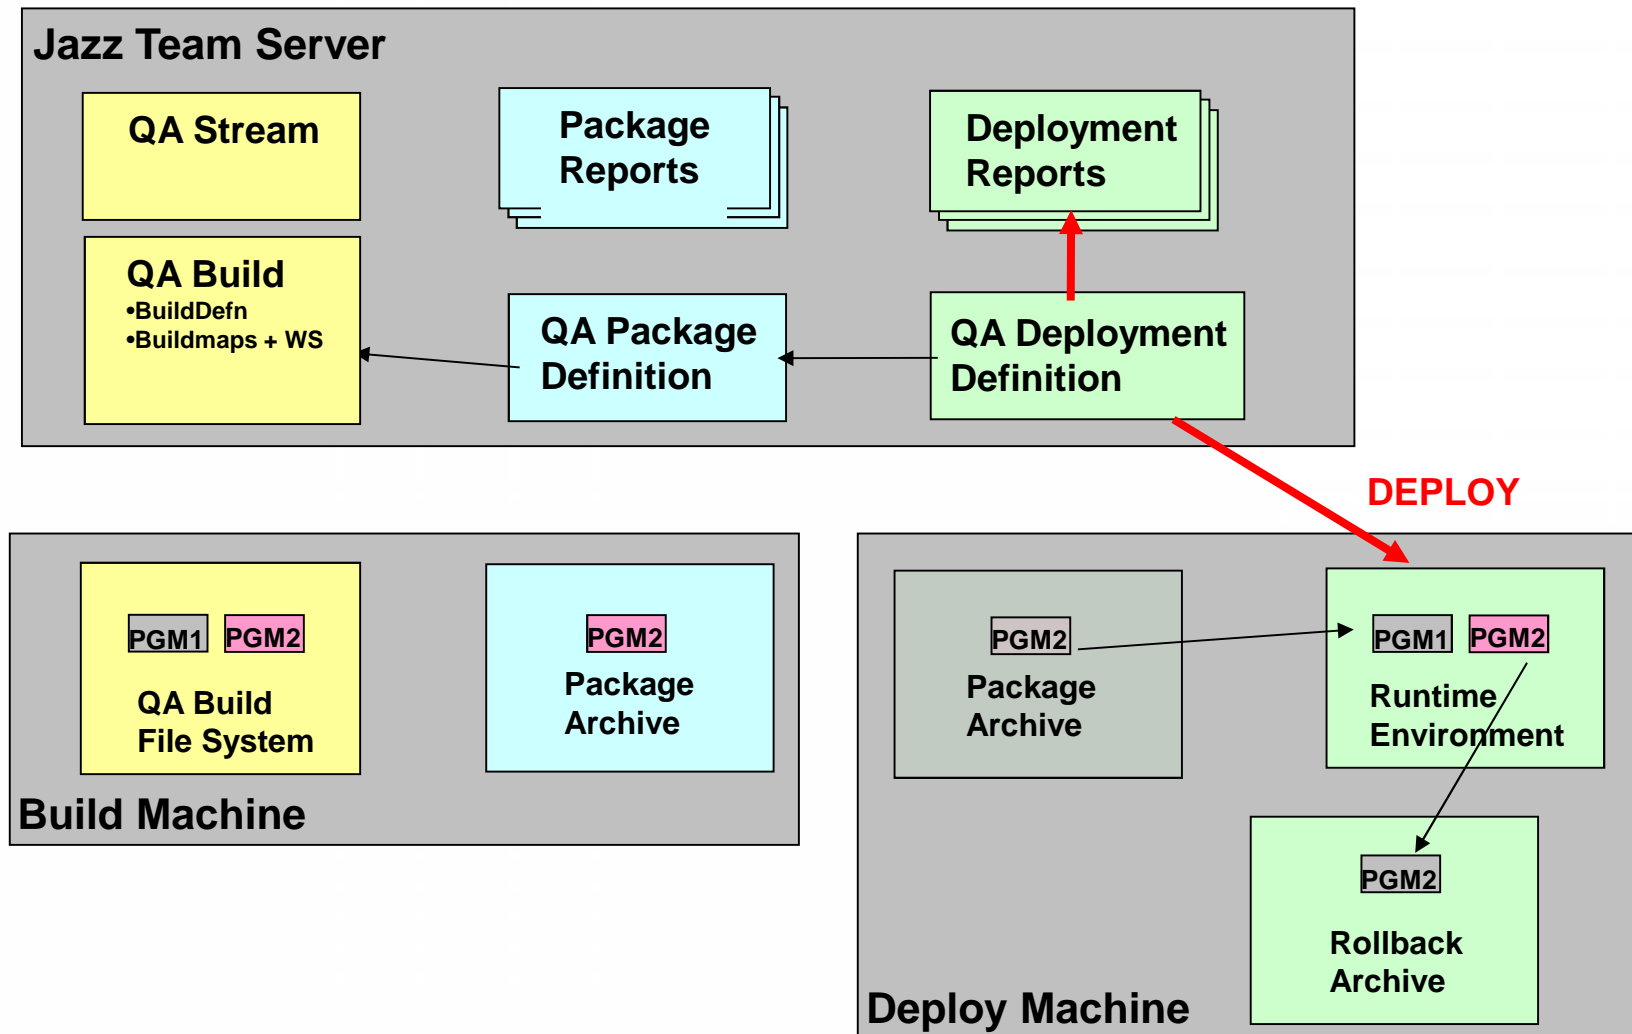 Jazz Team Server
QA Stream
Package
Reports
Deployment
Reports
QA Build
•BuildDefn
•Buildmaps + WS
QA Package
Definition
QA Deployment
Definition
DEPLOY
PGM1
PGM2
QA Build
File System
PGM2
Package
Archive
Build Machine
PGM2
Package
Archive
PGM1
PGM2
Runtime
Environment
PGM2
Rollback
Archive
Deploy Machine